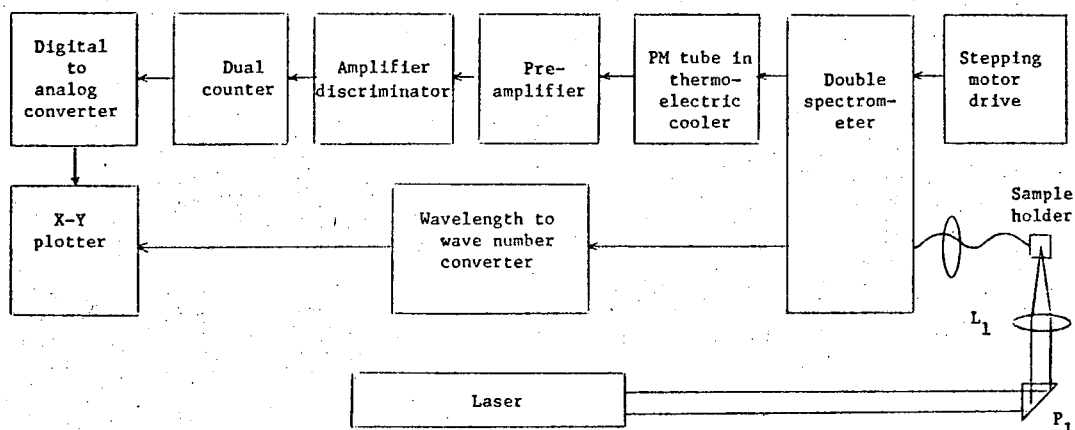 Digital
to
analog
converter
Dual
counter
Amplifier
discriminator
Pre-
amplifier
PM tube in
thermo-
electric
cooler
Double
spectrom-
eter
Stepping
motor
drive
X-Y
plotter
Wavelength to
wave number
converter
Sample
holder
L1
Laser
P1